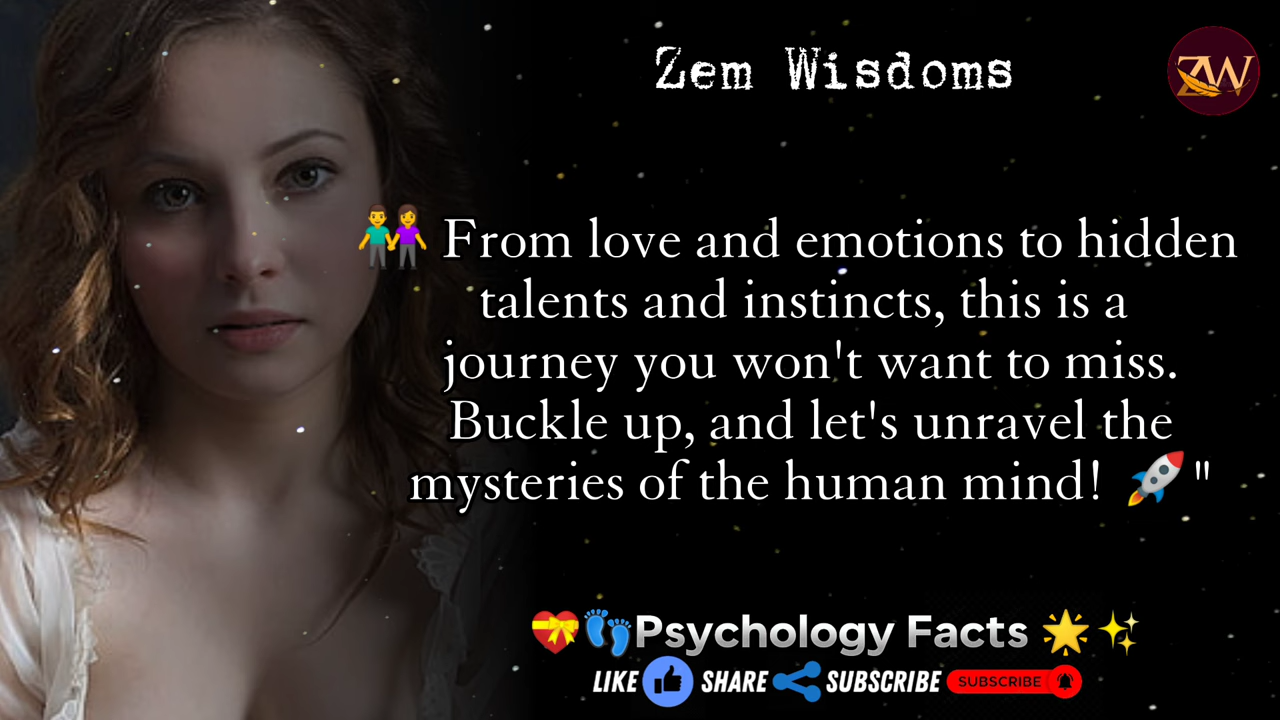 Zem Wisdoms
ZW
👫 From love and emotions to hidden
talents and instincts, this is a
journey you won't want to miss.
Buckle up, and let's unravel the
mysteries of the human mind! 🚀"
💝👣Psychology Facts 🌟✨
LIKE SHARE SUBSCRIBE SUBSCRIBE